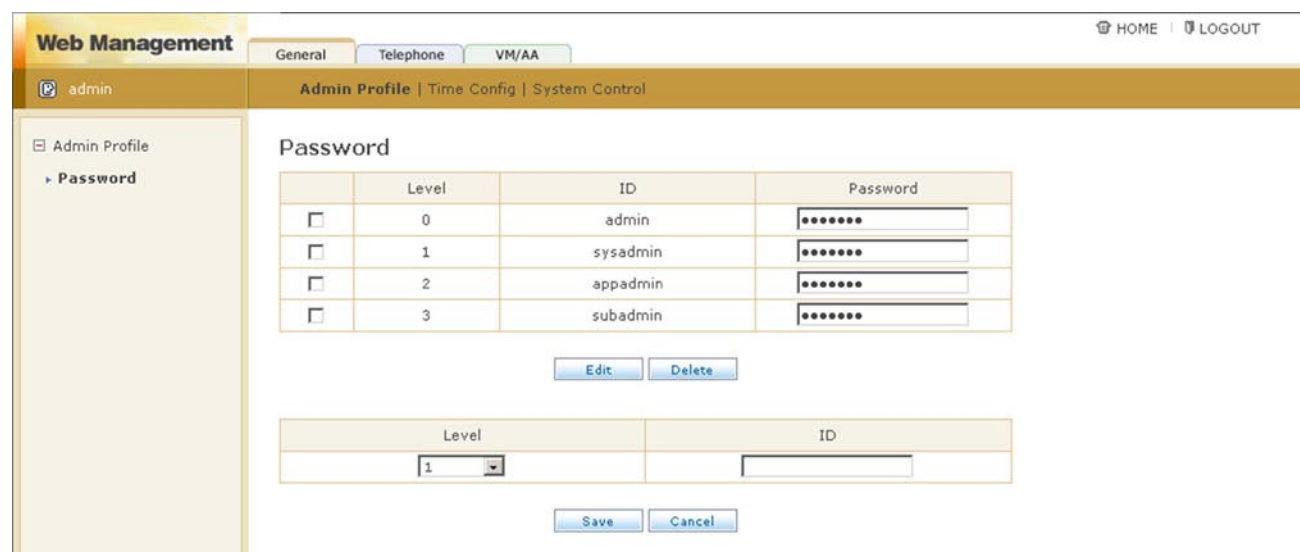 Web Management
General Telephone VM/AA
HOME | LOGOUT
admin
Admin Profile | Time Config | System Control
Admin Profile
Password
Password
Level ID Password
0 admin •••••••
1 sysadmin •••••••
2 appadmin •••••••
3 subadmin •••••••
Edit Delete
Level ID
1
Save Cancel